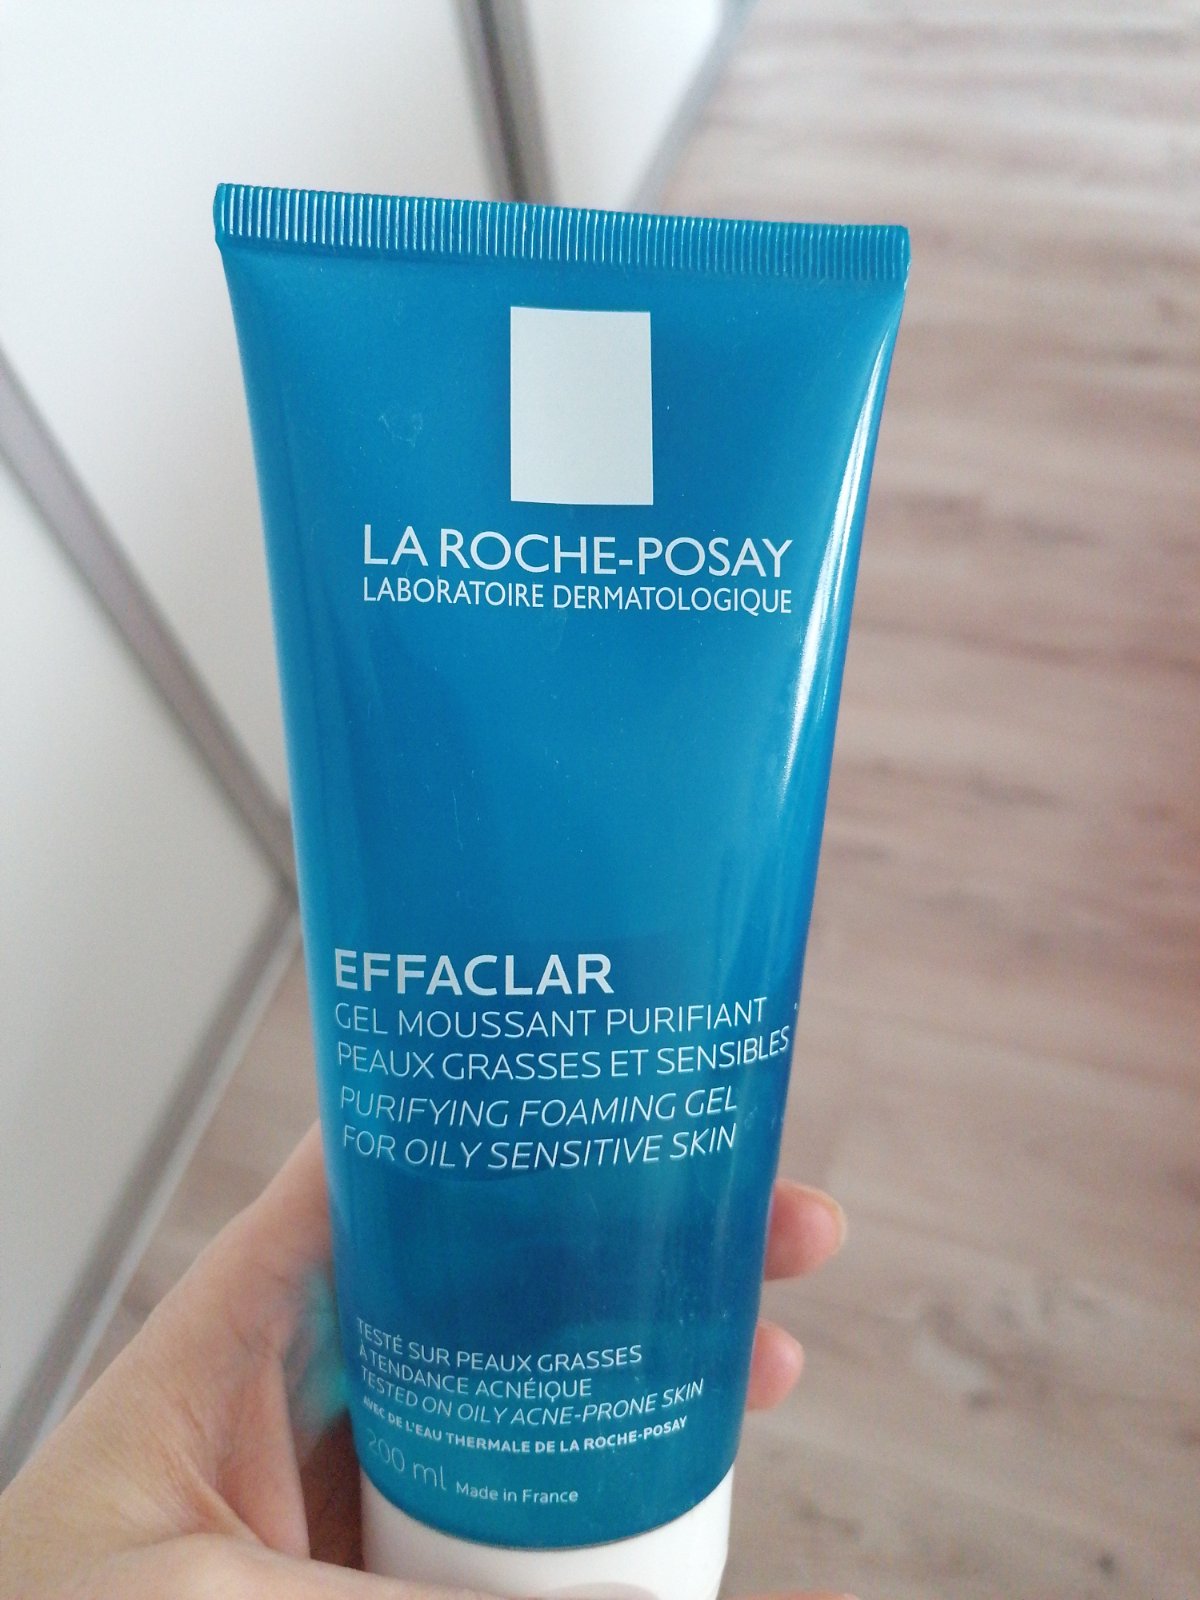 LA ROCHE-POSAY
LABORATOIRE DERMATOLOGIQUE
EFFACLAR
GEL MOUSSANT PURIFIANT
PEAUX GRASSES ET SENSIBLES
PURIFYING FOAMING GEL
FOR OILY SENSITIVE SKIN
TESTÉ SUR PEAUX GRASSES
À TENDANCE ACNÉIQUE
TESTED ON OILY ACNE-PRONE SKIN
AVEC DE L'EAU THERMALE DE LA ROCHE-POSAY
200 ml Made in France